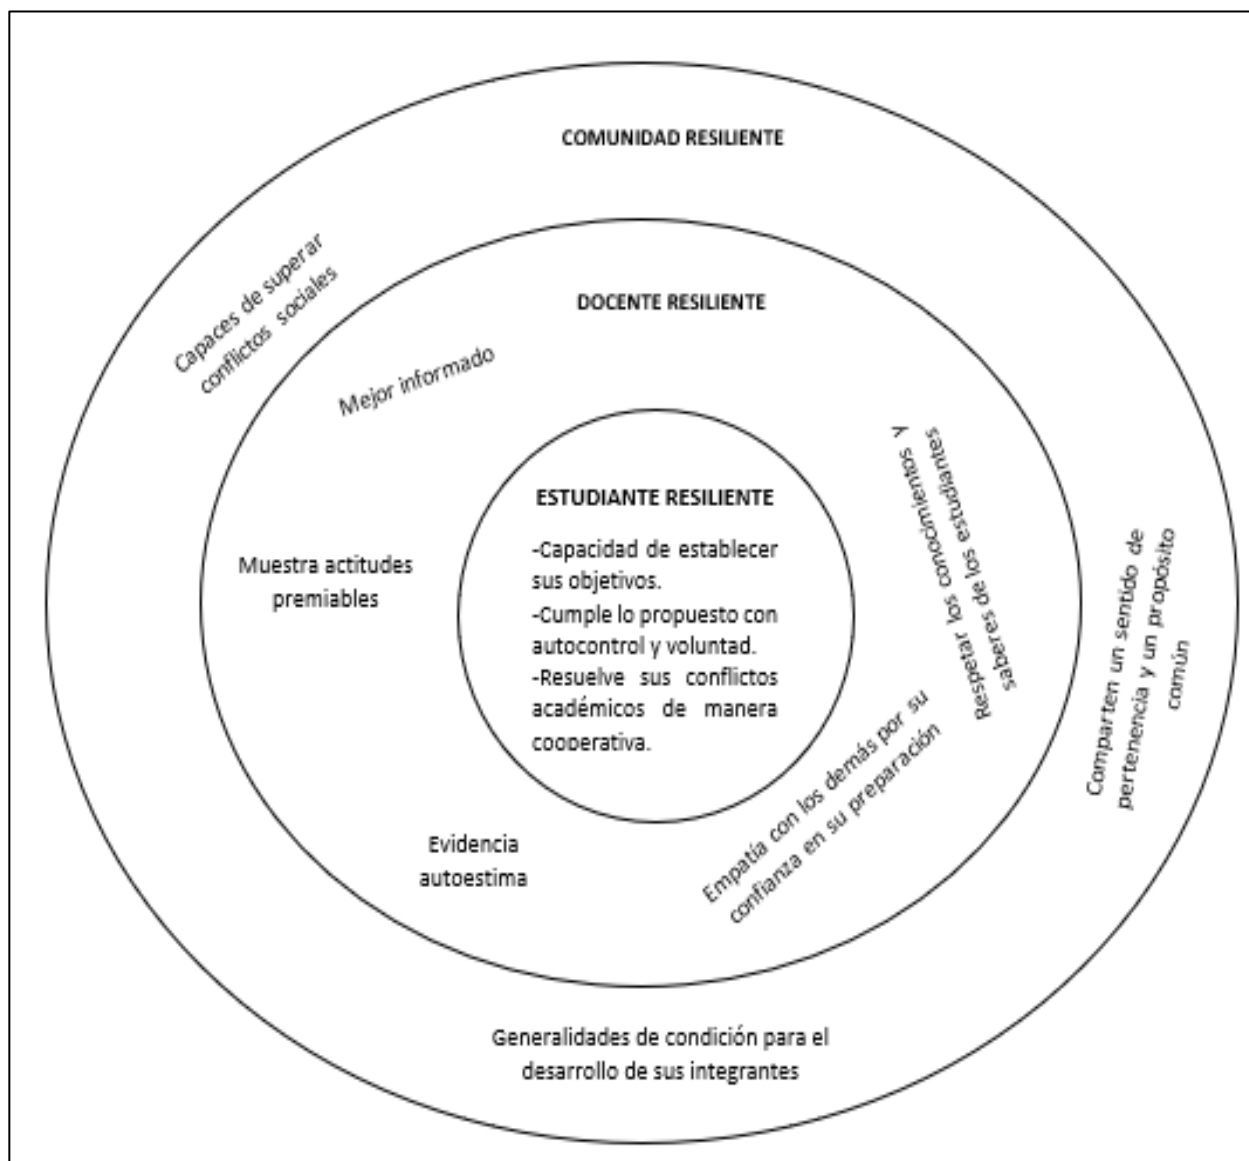 COMUNIDAD RESILIENTE
Capaces de superar
conflictos sociales
DOCENTE RESILIENTE
Mejor informado
Respetar los conocimientos y
saberes de los estudiantes
ESTUDIANTE RESILIENTE
-Capacidad de establecer
sus objetivos.
-Cumple lo propuesto con
autocontrol y voluntad.
-Resuelve sus conflictos
académicos de manera
cooperativa.
Muestra actitudes
premiables
Comparten un sentido de
pertenencia y un propósito
común
Empatía con los demás por su
confianza en su preparación
Evidencia
autoestima
Generalidades de condición para el
desarrollo de sus integrantes